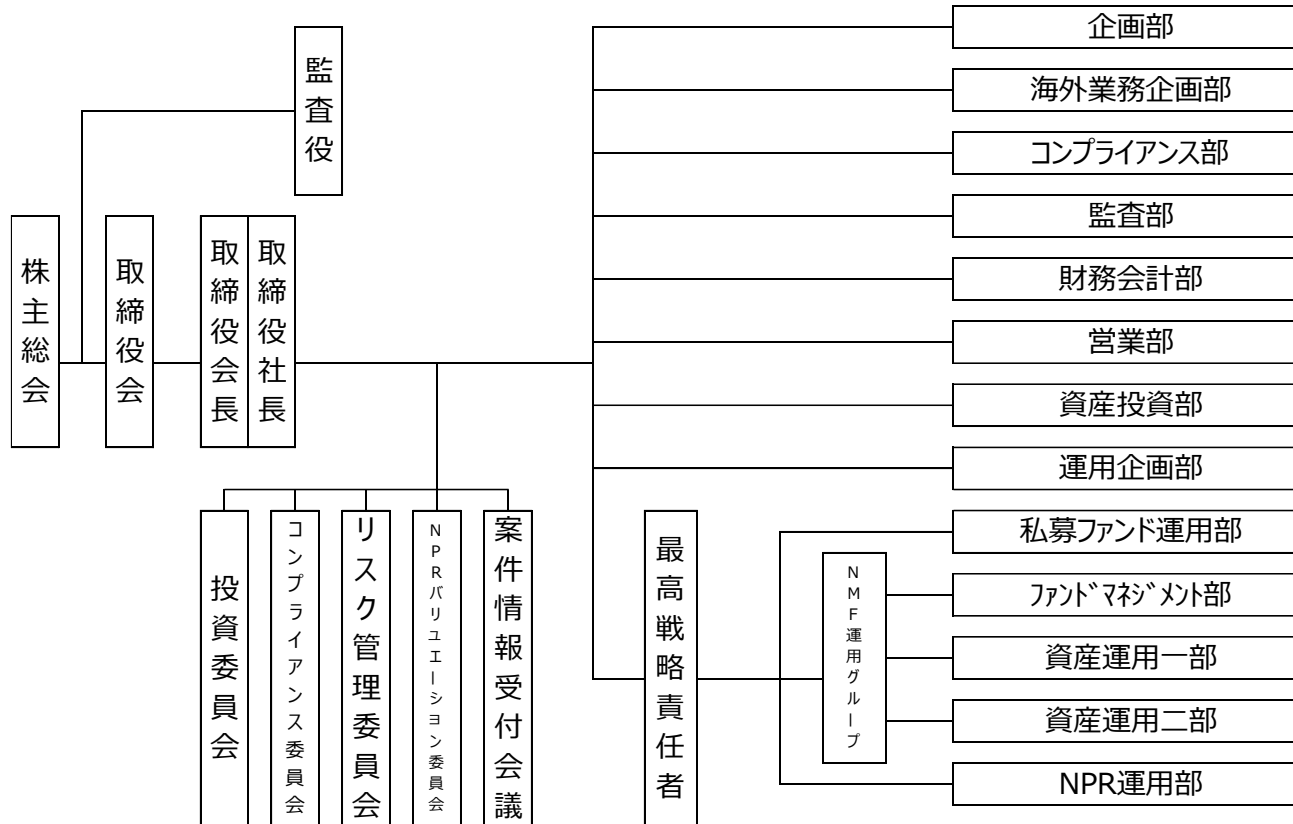 株主総会
監査役
取締役会
取締役会長
取締役社長
投資委員会
コンプライアンス委員会
リスク管理委員会
NPRバリュエーション委員会
案件情報受付会議
企画部
海外業務企画部
コンプライアンス部
監査部
財務会計部
営業部
資産投資部
運用企画部
最高戦略責任者
私募ファンド運用部
NMF運用グループ
ファンドマネジメント部
資産運用一部
資産運用二部
NPR運用部